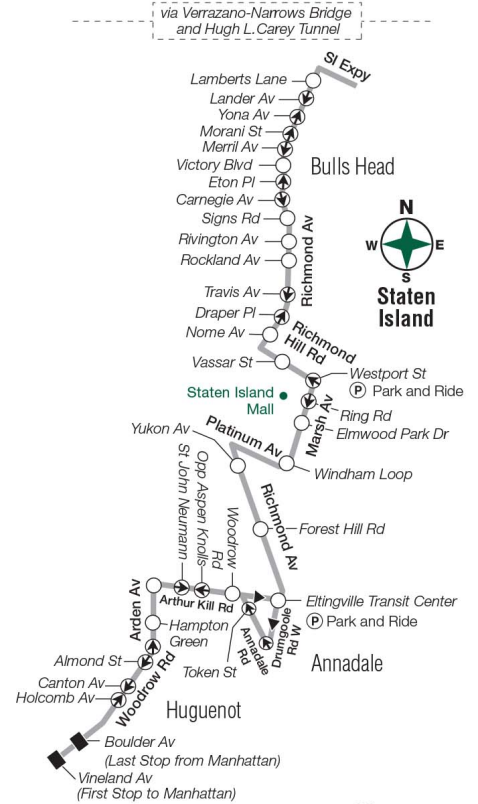 via Verrazano-Narrows Bridge
and Hugh L. Carey Tunnel
SI Expy
Lamberts Lane
Lander Av
Yona Av
Morani St
Merril Av
Victory Blvd
Bulls Head
Eton Pl
Carnegie Av
Signs Rd
Rivington Av
Rockland Av
Richmond Av
N
W
E
S
Staten
Island
Travis Av
Draper Pl
Nome Av
Richmond
Hill Rd
Vassar St
Westport St
P Park and Ride
Staten Island
Mall
Marsh Av
Ring Rd
Elmwood Park Dr
Yukon Av
Platinum Av
Windham Loop
St John Neumann
Opp Aspen Knolls
Woodrow
Rd
Richmond Av
Forest Hill Rd
Arden Av
Arthur Kill Rd
Eltingville Transit Center
P Park and Ride
Hampton
Green
Drumgoole
Rd W
Annadale
Rd
Token St
Annadale
Almond St
Canton Av
Holcomb Av
Woodrow Rd
Huguenot
Boulder Av
(Last Stop from Manhattan)
Vineland Av
(First Stop to Manhattan)